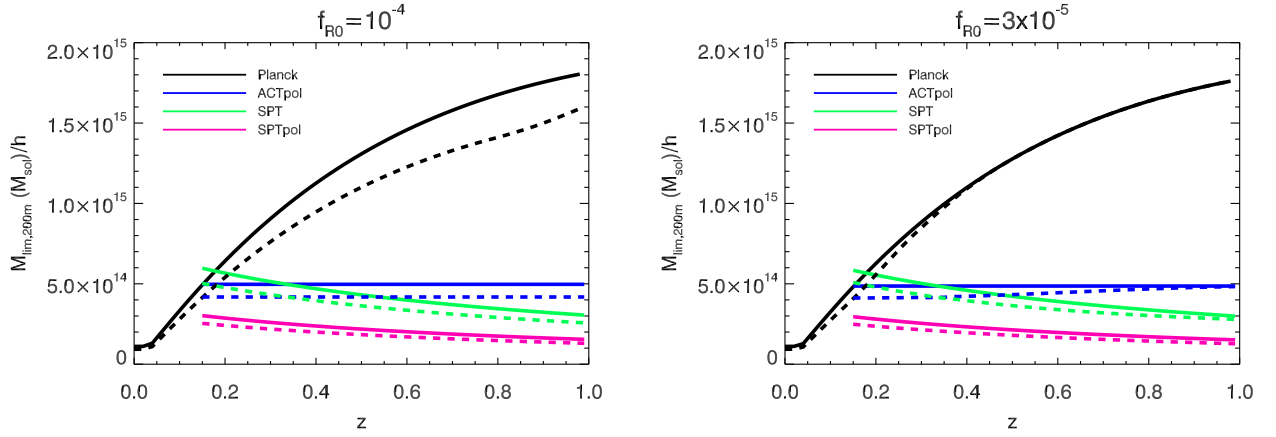 f_R0=10^-4
2.0×10^15
1.5×10^15
1.0×10^15
5.0×10^14
0
M_lim,200m (M_sol)/h
Planck
ACTpol
SPT
SPTpol
0.0 0.2 0.4 0.6 0.8 1.0
z
f_R0=3x10^-5
2.0×10^15
1.5×10^15
1.0×10^15
5.0×10^14
0
M_lim,200m (M_sol)/h
Planck
ACTpol
SPT
SPTpol
0.0 0.2 0.4 0.6 0.8 1.0
z